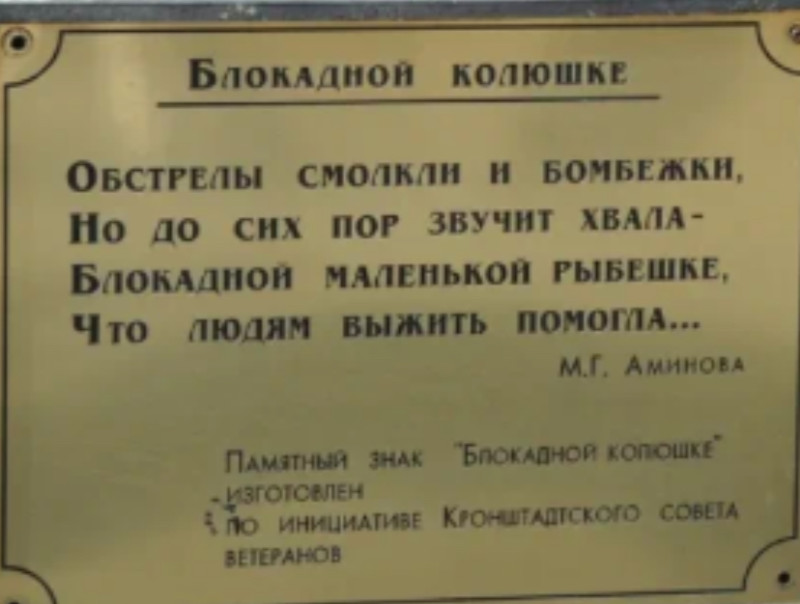 Блокадной колюшке
Обстрелы смолкли и бомбежки,
Но до сих пор звучит хвала-
Блокадной маленькой рыбешке,
Что людям выжить помогла...
М.Г. Аминова
Памятный знак "Блокадной колюшке"
изготовлен
по инициативе Кронштадтского совета
ветеранов